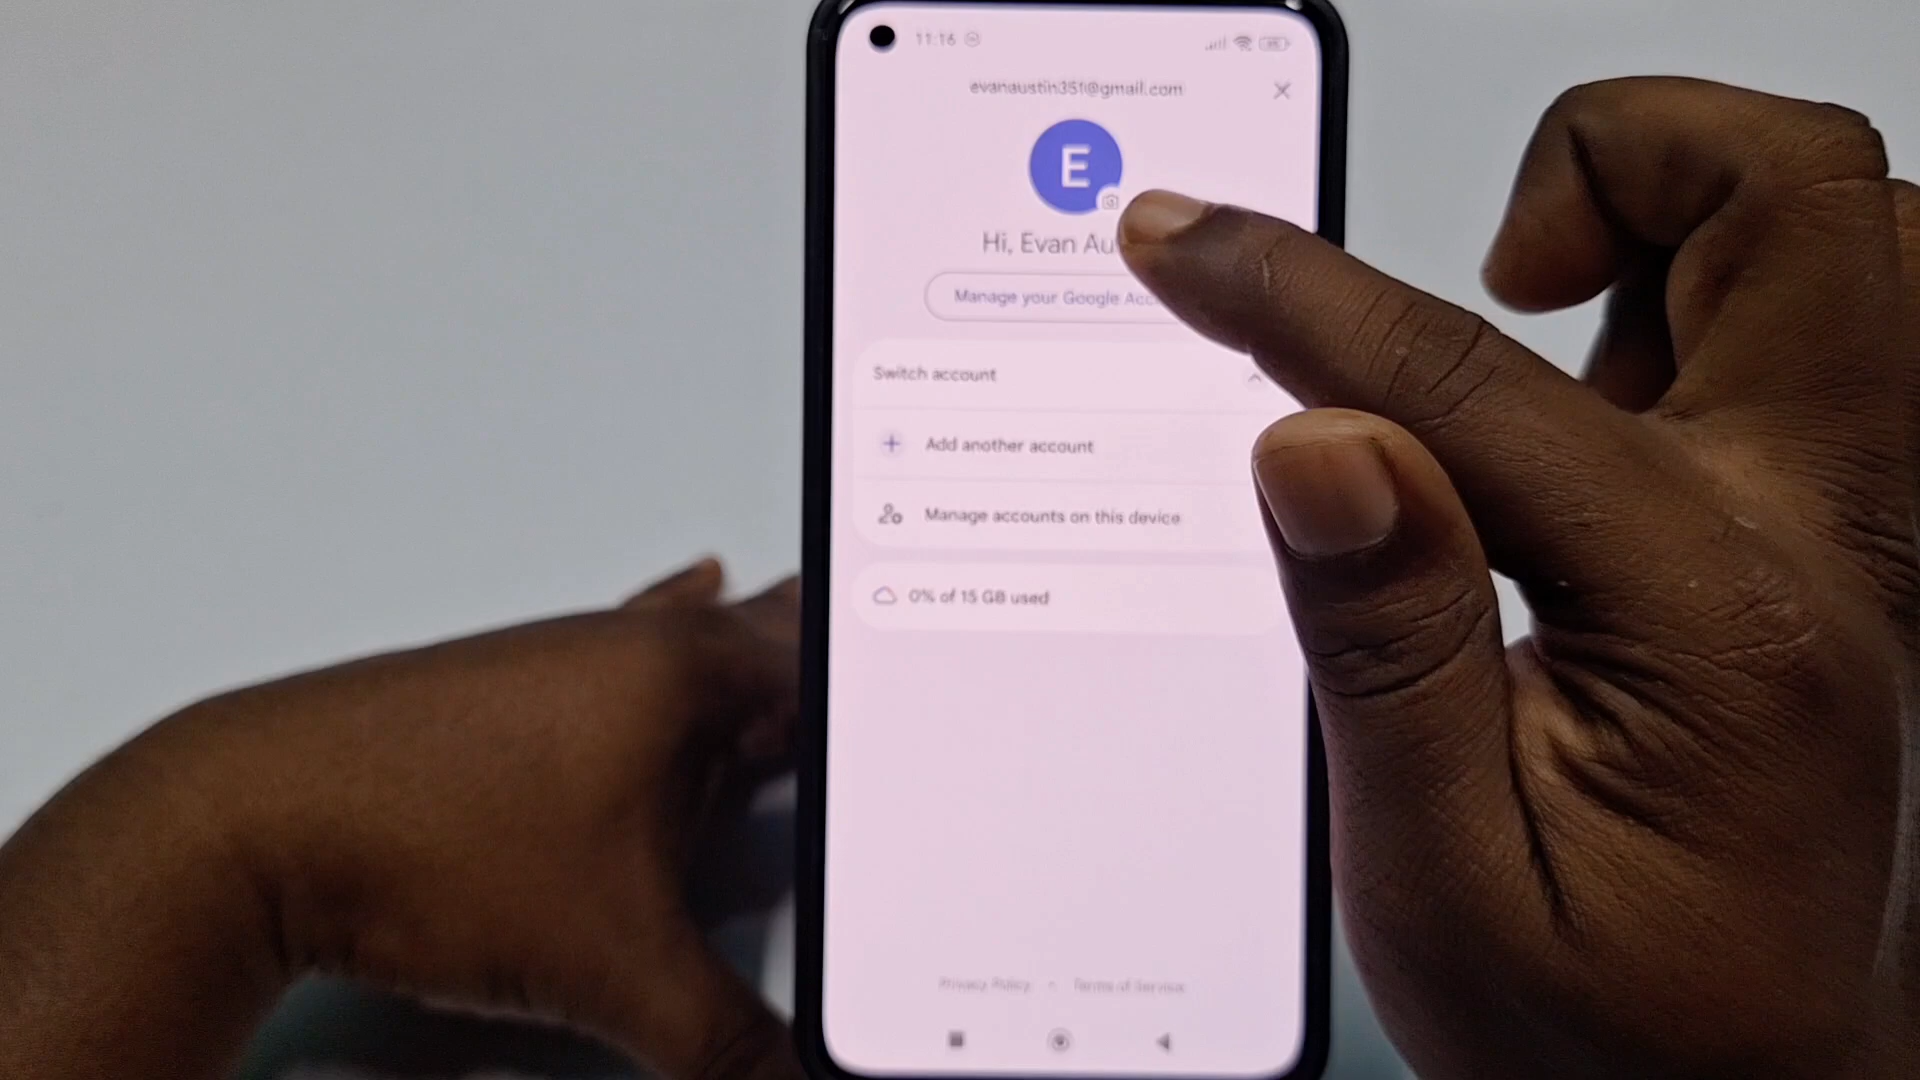 11:16
evanaustin351@gmail.com
E
Hi, Evan Au
Manage your Google Acc
Switch account
Add another account
Manage accounts on this device
0% of 15 GB used
Privacy Policy • Terms of Service